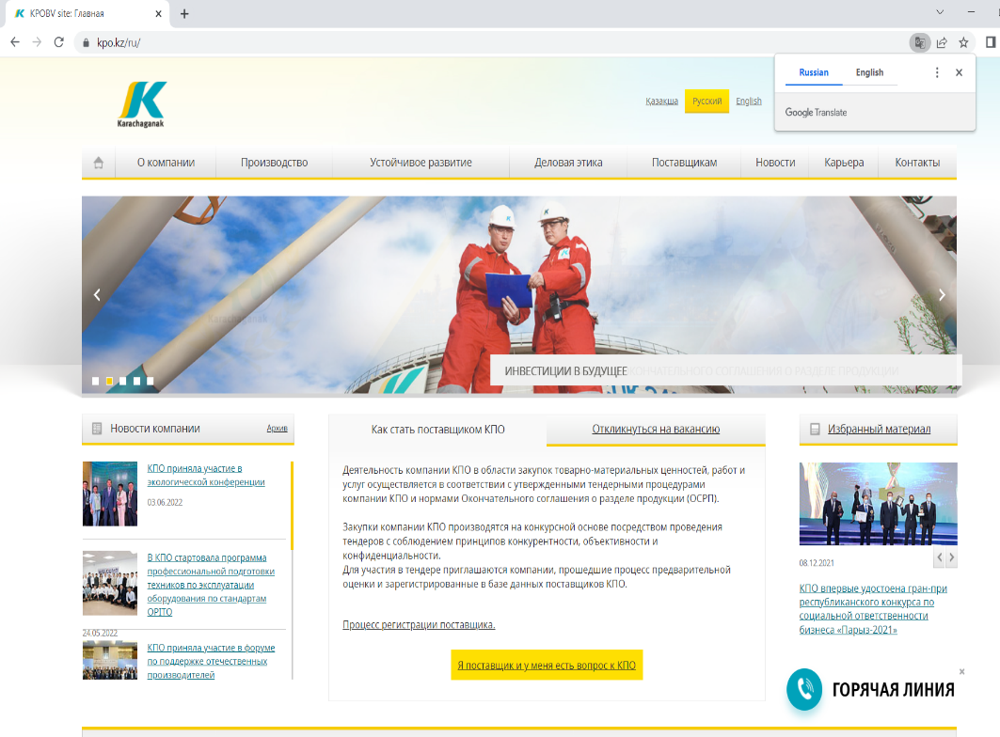 KPOBV site: Главная
kpo.kz/ru/
Russian
English
Google Translate
Karachaganak
Қазақша
Русский
English
О компании
Производство
Устойчивое развитие
Деловая этика
Поставщикам
Новости
Карьера
Контакты
ИНВЕСТИЦИИ В БУДУЩЕЕ
ОКОНЧАТЕЛЬНОГО СОГЛАШЕНИЯ О РАЗДЕЛЕ ПРОДУКЦИИ
Новости компании
Архив
КПО приняла участие в
экологической конференции
03.06.2022
В КПО стартовала программа
профессиональной подготовки
техников по эксплуатации
оборудования по стандартам
OPITO
24.05.2022
КПО приняла участие в форуме
по поддержке отечественных
производителей
Как стать поставщиком КПО
Откликнуться на вакансию
Деятельность компании КПО в области закупок товарно-материальных ценностей, работ и
услуг осуществляется в соответствии с утвержденными тендерными процедурами
компании КПО и нормами Окончательного соглашения о разделе продукции (ОСРП).
Закупки компании КПО производятся на конкурсной основе посредством проведения
тендеров с соблюдением принципов конкурентности, объективности и
конфиденциальности.
Для участия в тендере приглашаются компании, прошедшие процесс предварительной
оценки и зарегистрированные в базе данных поставщиков КПО.
Процесс регистрации поставщика.
Я поставщик и у меня есть вопрос к КПО
Избранный материал
08.12.2021
КПО впервые удостоена гран-при
республиканского конкурса по
социальной ответственности
бизнеса «Парыз-2021»
ГОРЯЧАЯ ЛИНИЯ